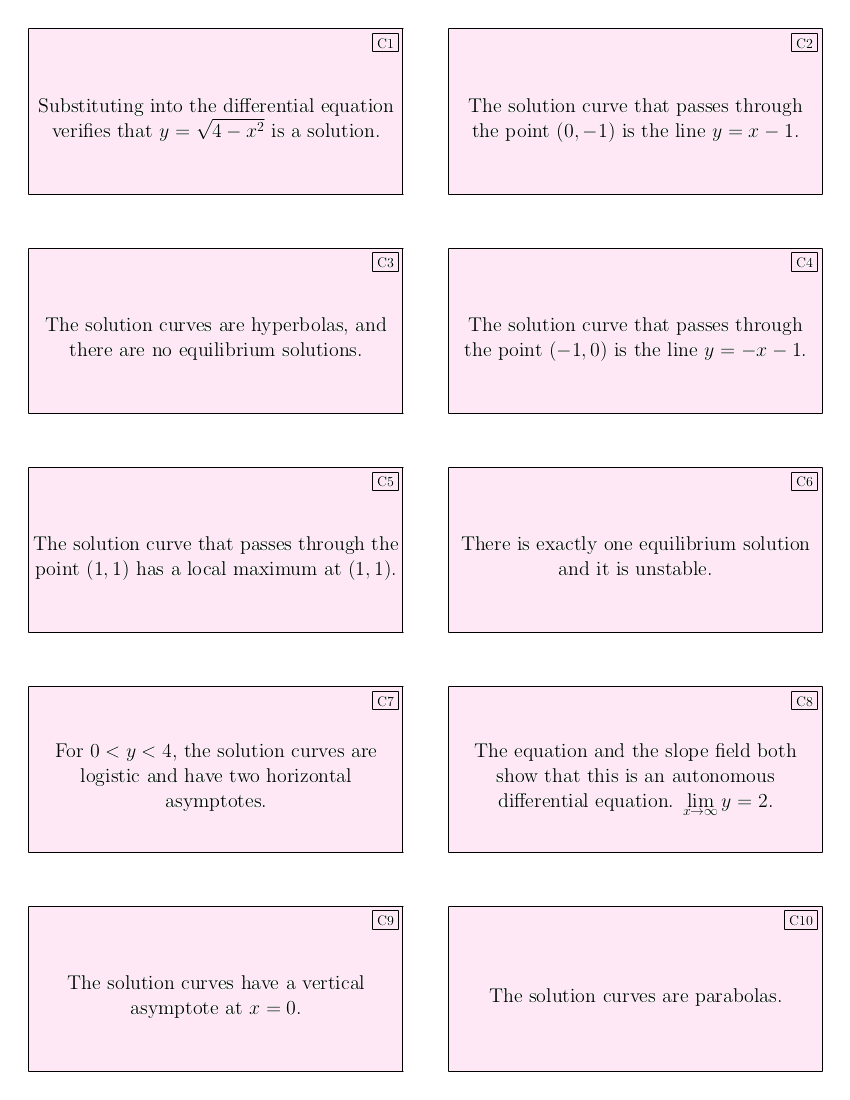 C1
Substituting into the differential equation
verifies that y = √(4 − x²) is a solution.
C2
The solution curve that passes through
the point (0, −1) is the line y = x − 1.
C3
The solution curves are hyperbolas, and
there are no equilibrium solutions.
C4
The solution curve that passes through
the point (−1, 0) is the line y = −x − 1.
C5
The solution curve that passes through the
point (1, 1) has a local maximum at (1, 1).
C6
There is exactly one equilibrium solution
and it is unstable.
C7
For 0 < y < 4, the solution curves are
logistic and have two horizontal
asymptotes.
C8
The equation and the slope field both
show that this is an autonomous
differential equation. lim y = 2.
x→∞
C9
The solution curves have a vertical
asymptote at x = 0.
C10
The solution curves are parabolas.